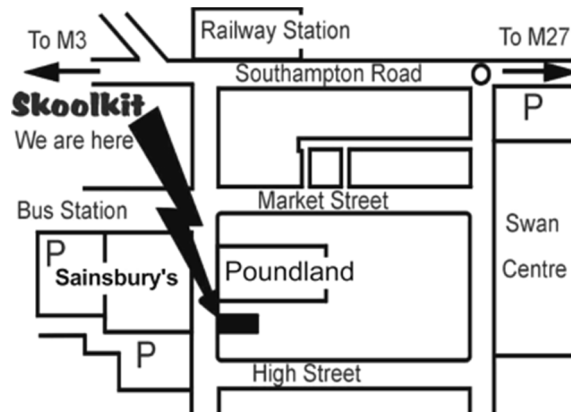 Railway Station
To M3
To M27
Southampton Road
Skoolkit
We are here
P
Market Street
Bus Station
Swan
Centre
P
Sainsbury's
Poundland
P
High Street